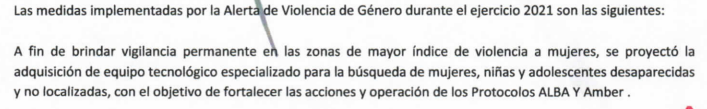 Las medidas implementadas por la Alerta de Violencia de Género durante el ejercicio 2021 son las siguientes:
A fin de brindar vigilancia permanente en las zonas de mayor índice de violencia a mujeres, se proyectó la
adquisición de equipo tecnológico especializado para la búsqueda de mujeres, niñas y adolescentes desaparecidas
y no localizadas, con el objetivo de fortalecer las acciones y operación de los Protocolos ALBA Y Amber .